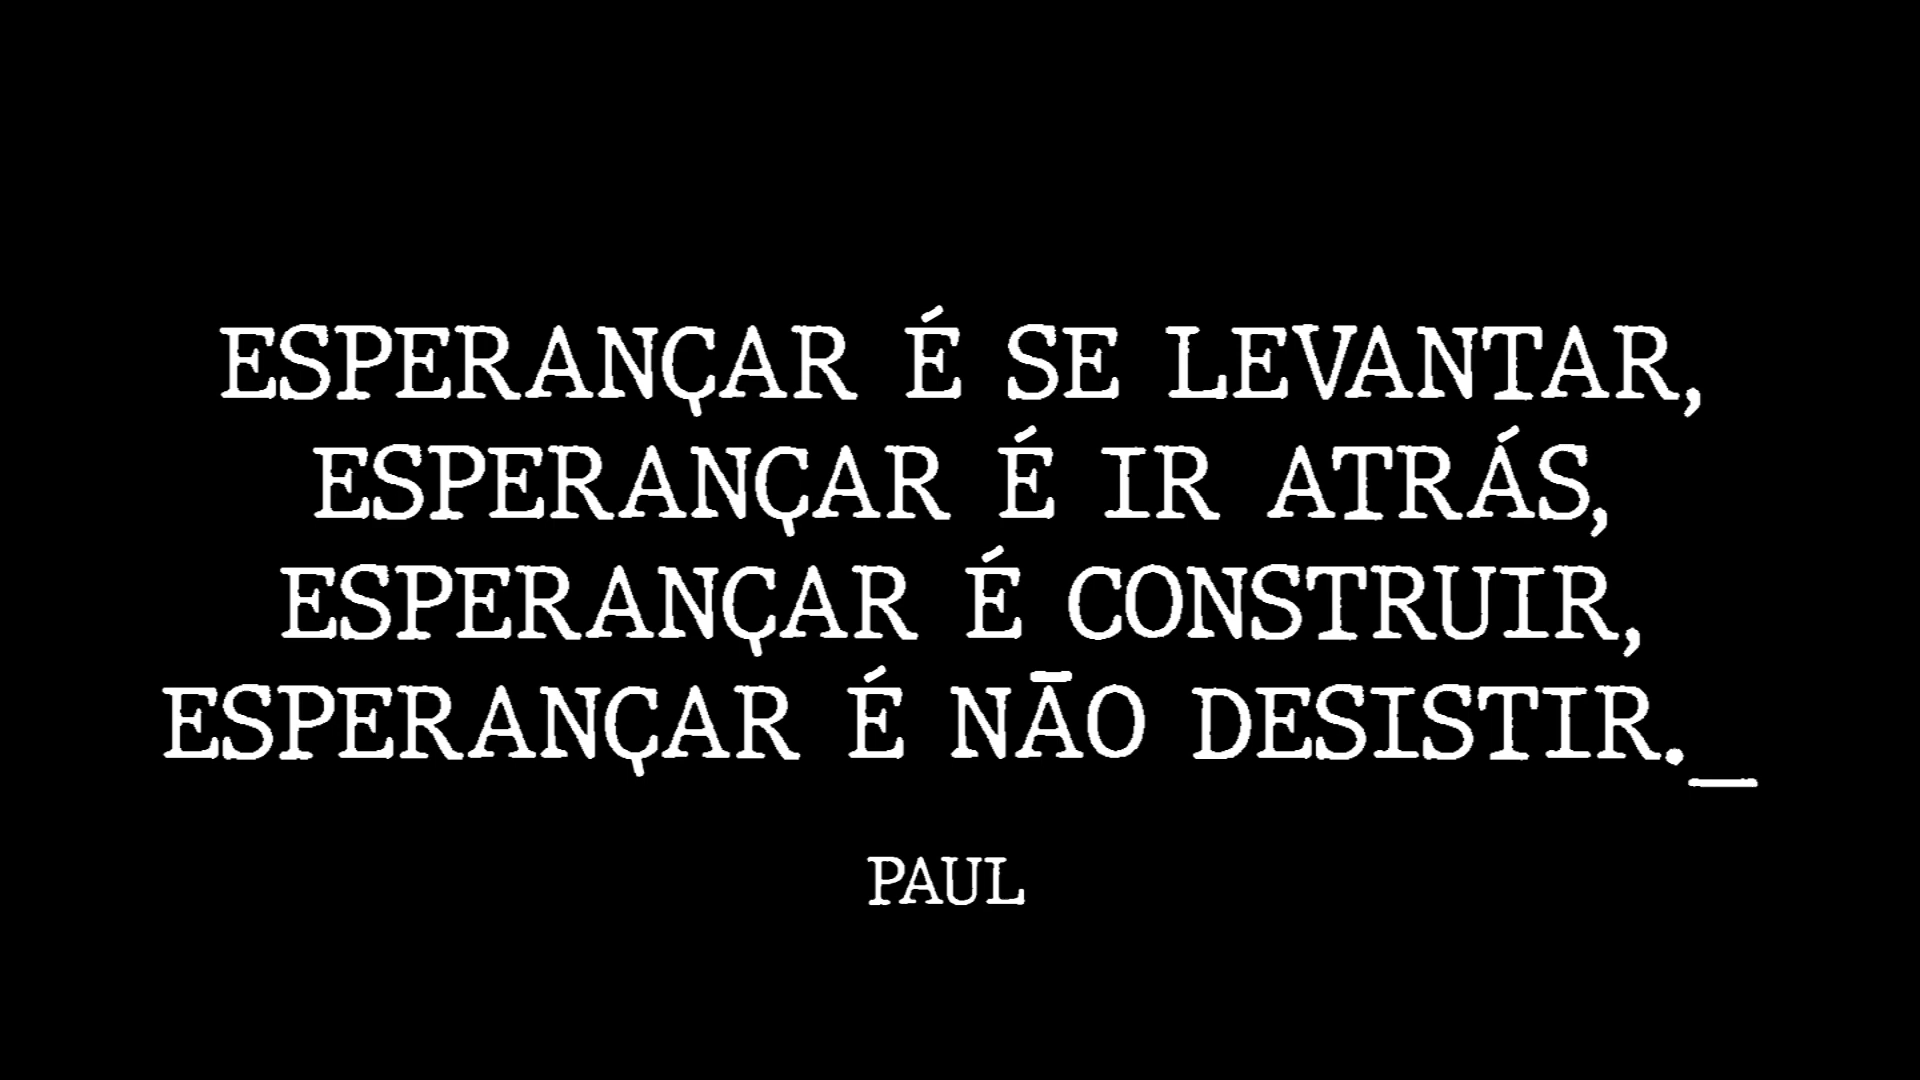 ESPERANÇAR É SE LEVANTAR,
ESPERANÇAR É IR ATRÁS,
ESPERANÇAR É CONSTRUIR,
ESPERANÇAR É NÃO DESISTIR._
PAUL